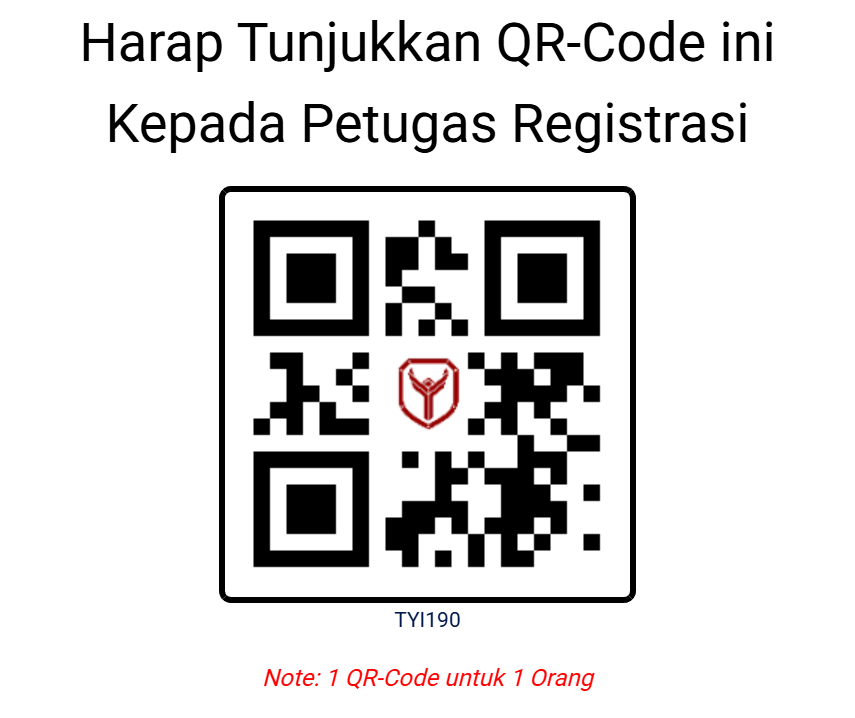 Harap Tunjukkan QR-Code ini
Kepada Petugas Registrasi
TYI190
Note: 1 QR-Code untuk 1 Orang